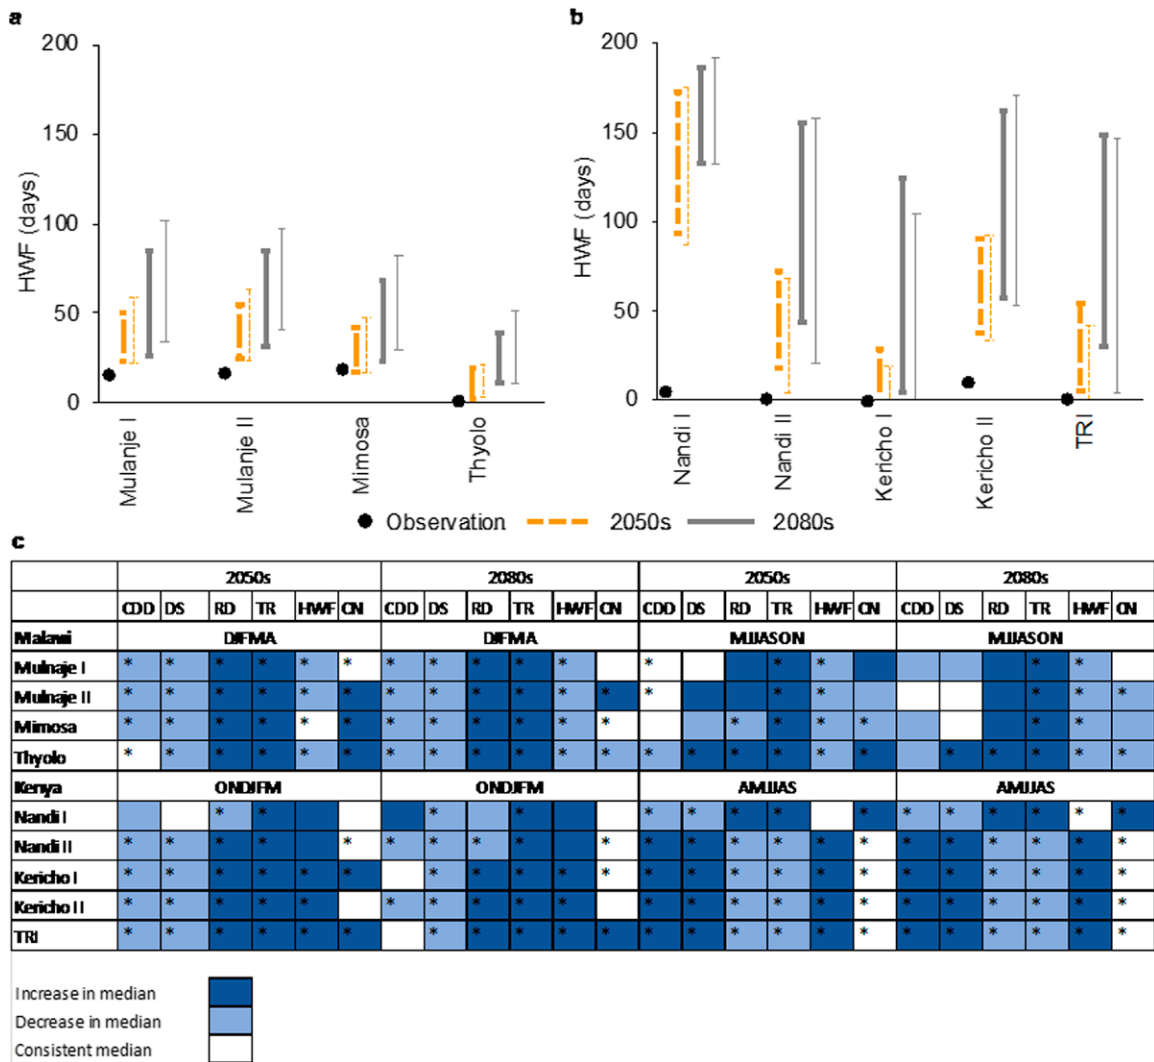 a
200
150
100
50
0
HWF (days)
Mulanje I
Mulanje II
Mimosa
Thyolo
b
200
150
100
50
0
HWF (days)
Nandi I
Nandi II
Kericho I
Kericho II
TRI
Observation 2050s 2080s
c
2050s 2080s 2050s 2080s
CDD DS RD TR HWF CN CDD DS RD TR HWF CN CDD DS RD TR HWF CN CDD DS RD TR HWF CN
Malawi DJFMA DJFMA MJJASON MJJASON
Mulnaje I * * * * * * * * * * * * * * * *
Mulnaje II * * * * * * * * * * * * * * * * * *
Mimosa * * * * * * * * * * * * * * * * * *
Thyolo * * * * * * * * * * * * * * * * * * * * * * *
Kenya ONDJFM ONDJFM AMJJAS AMJJAS
Nandi I * * * * * * * * * * * * * * *
Nandi II * * * * * * * * * * * * * * * * * * * * * *
Kericho I * * * * * * * * * * * * * * * * * * * * * * *
Kericho II * * * * * * * * * * * * * * * * * * * * * *
TRI * * * * * * * * * * * * * * * * * * * * * * *
Increase in median
Decrease in median
Consistent median